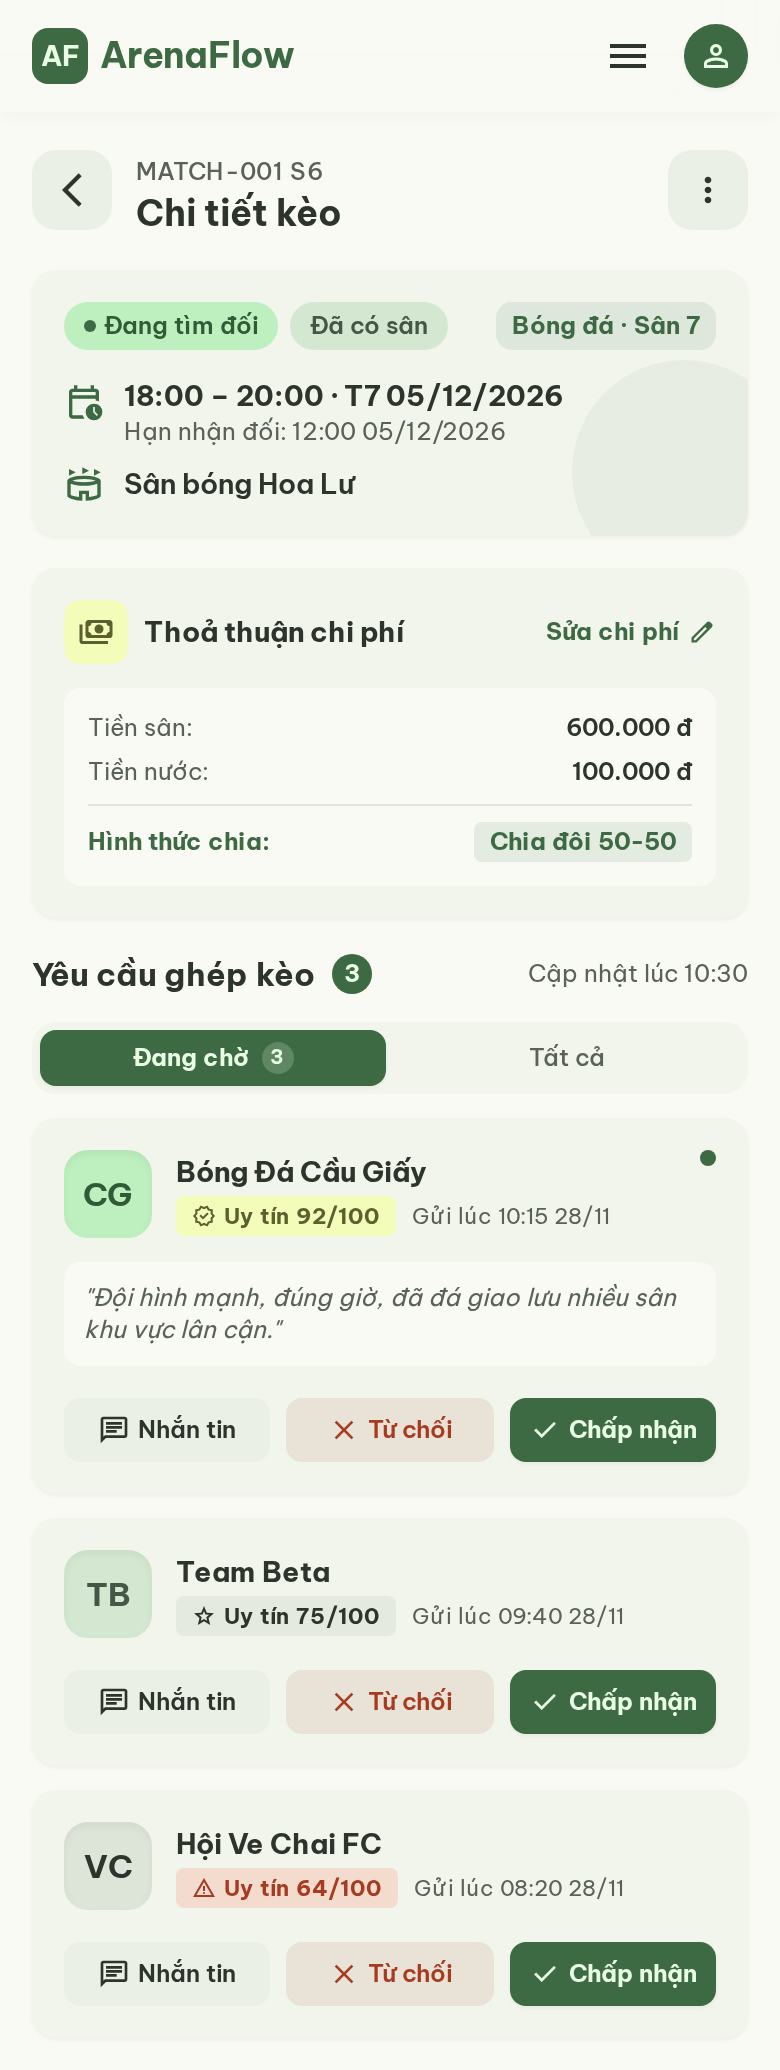 AF ArenaFlow
MATCH-001 S6
Chi tiết kèo
Đang tìm đối
Đã có sân
Bóng đá · Sân 7
18:00 – 20:00 · T7 05/12/2026
Hạn nhận đối: 12:00 05/12/2026
Sân bóng Hoa Lư
Thoả thuận chi phí
Sửa chi phí
Tiền sân: 600.000 đ
Tiền nước: 100.000 đ
Hình thức chia: Chia đôi 50-50
Yêu cầu ghép kèo 3
Cập nhật lúc 10:30
Đang chờ 3
Tất cả
CG
Bóng Đá Cầu Giấy
Uy tín 92/100
Gửi lúc 10:15 28/11
"Đội hình mạnh, đúng giờ, đã đá giao lưu nhiều sân
khu vực lân cận."
Nhắn tin
Từ chối
Chấp nhận
TB
Team Beta
Uy tín 75/100
Gửi lúc 09:40 28/11
Nhắn tin
Từ chối
Chấp nhận
VC
Hội Ve Chai FC
Uy tín 64/100
Gửi lúc 08:20 28/11
Nhắn tin
Từ chối
Chấp nhận